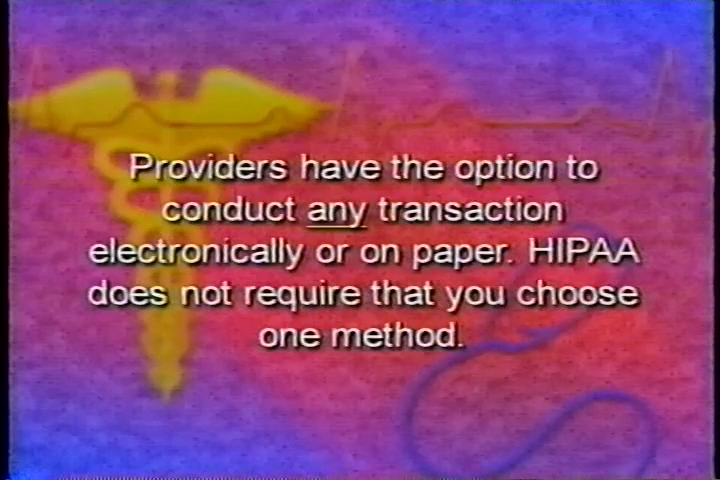 Providers have the option to
conduct any transaction
electronically or on paper. HIPAA
does not require that you choose
one method.